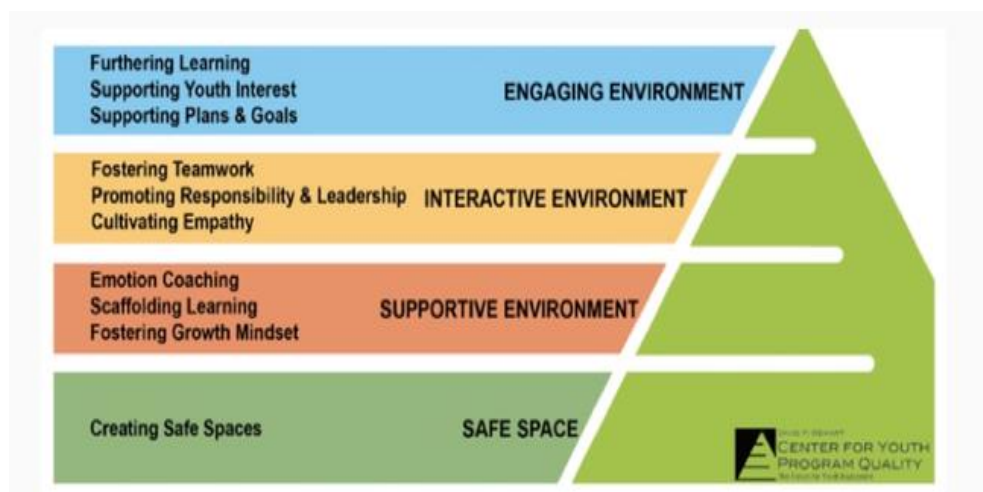 Furthering Learning
Supporting Youth Interest
Supporting Plans & Goals
ENGAGING ENVIRONMENT
Fostering Teamwork
Promoting Responsibility & Leadership
Cultivating Empathy
INTERACTIVE ENVIRONMENT
Emotion Coaching
Scaffolding Learning
Fostering Growth Mindset
SUPPORTIVE ENVIRONMENT
Creating Safe Spaces
SAFE SPACE
CENTER FOR YOUTH
PROGRAM QUALITY